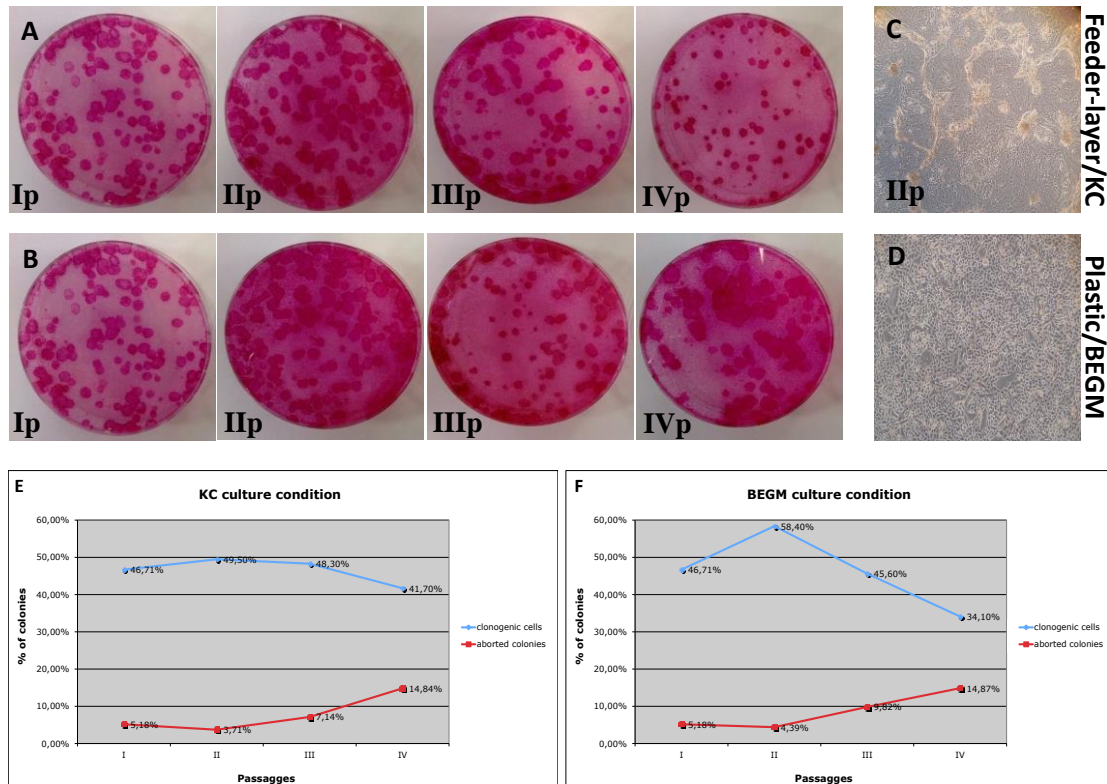 A
Ip
IIp
IIIp
IVp
C
IIp
Feeder-layer/KC
B
Ip
IIp
IIIp
IVp
D
Plastic/BEGM
E
KC culture condition
60,00%
50,00%
40,00%
30,00%
20,00%
10,00%
0,00%
% of colonies
46,71%
49,50%
48,30%
41,70%
5,18%
3,71%
7,14%
14,84%
clonogenic cells
aborted colonies
I
II
III
IV
Passagges
F
BEGM culture condition
60,00%
50,00%
40,00%
30,00%
20,00%
10,00%
0,00%
% of colonies
46,71%
58,40%
45,60%
34,10%
5,18%
4,39%
9,82%
14,87%
clonogenic cells
aborted colonies
I
II
III
IV
Passagges